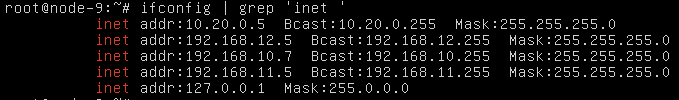 root@node-9:~# ifconfig | grep 'inet '
inet addr:10.20.0.5  Bcast:10.20.0.255  Mask:255.255.255.0
inet addr:192.168.12.5  Bcast:192.168.12.255  Mask:255.255.255.0
inet addr:192.168.10.7  Bcast:192.168.10.255  Mask:255.255.255.0
inet addr:192.168.11.5  Bcast:192.168.11.255  Mask:255.255.255.0
inet addr:127.0.0.1  Mask:255.0.0.0